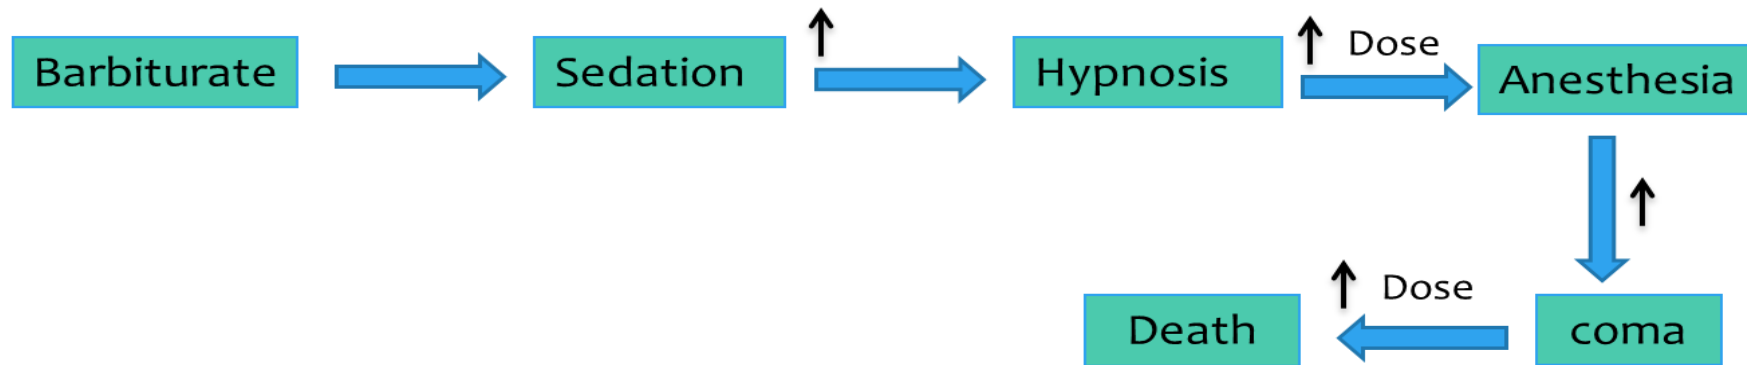 Barbiturate
Sedation
↑
Hypnosis
↑ Dose
Anesthesia
↑
coma
↑ Dose
Death